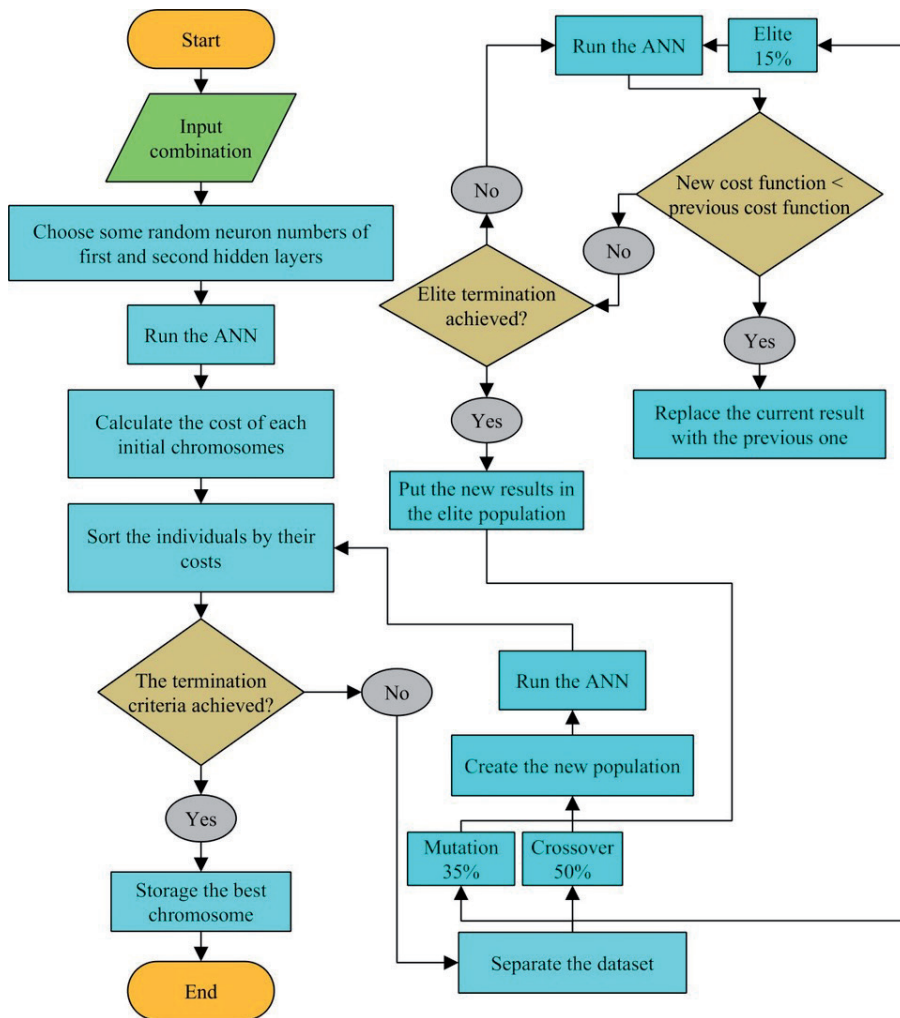 Start
Input
combination
Choose some random neuron numbers of
first and second hidden layers
Run the ANN
Calculate the cost of each
initial chromosomes
Sort the individuals by their
costs
The termination
criteria achieved?
No
Yes
Storage the best
chromosome
End
Separate the dataset
Mutation
35%
Crossover
50%
Create the new population
Run the ANN
Elite
15%
Run the ANN
New cost function <
previous cost function
No
Yes
Replace the current result
with the previous one
Elite termination
achieved?
No
Yes
Put the new results in
the elite population